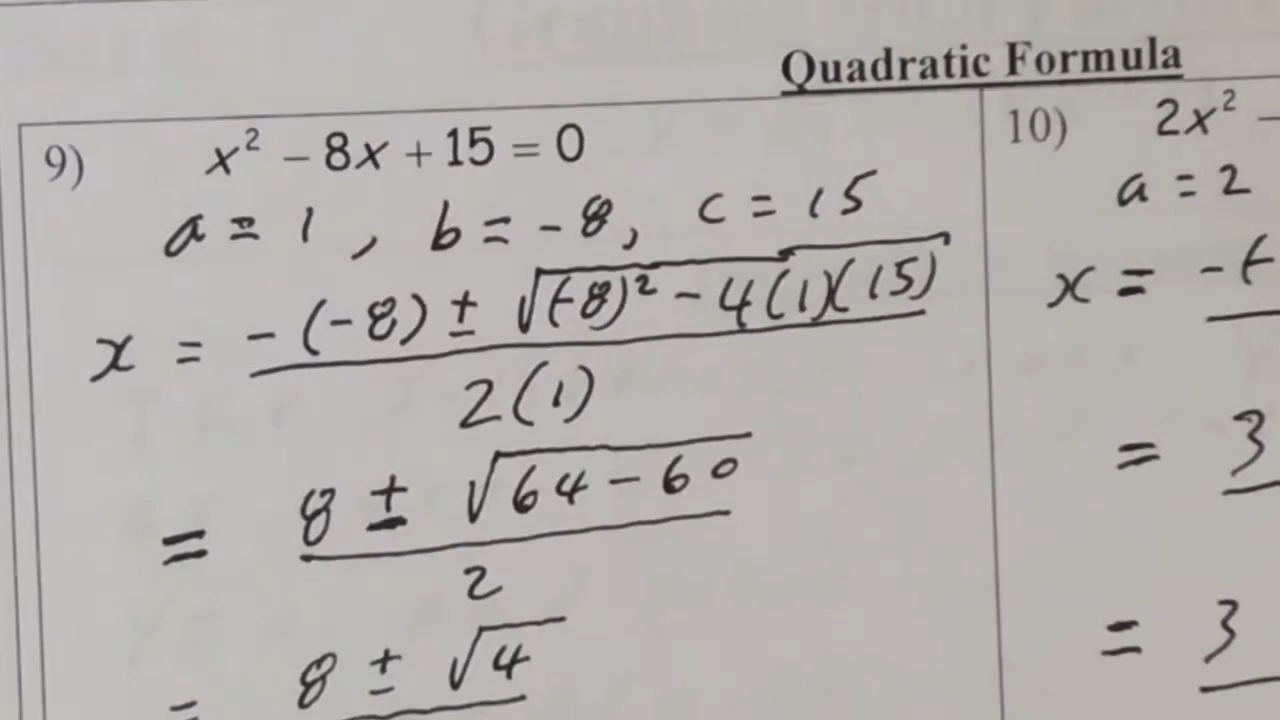 Quadratic Formula
9) x² − 8x + 15 = 0
a = 1 , b = -8, c = 15
x = -(-8) ± √(-8)² - 4(1)(15)
2(1)
= 8 ± √64-60
2
= 8 ± √4
10) 2x² −
a = 2
x = -(-
= 3
= 3